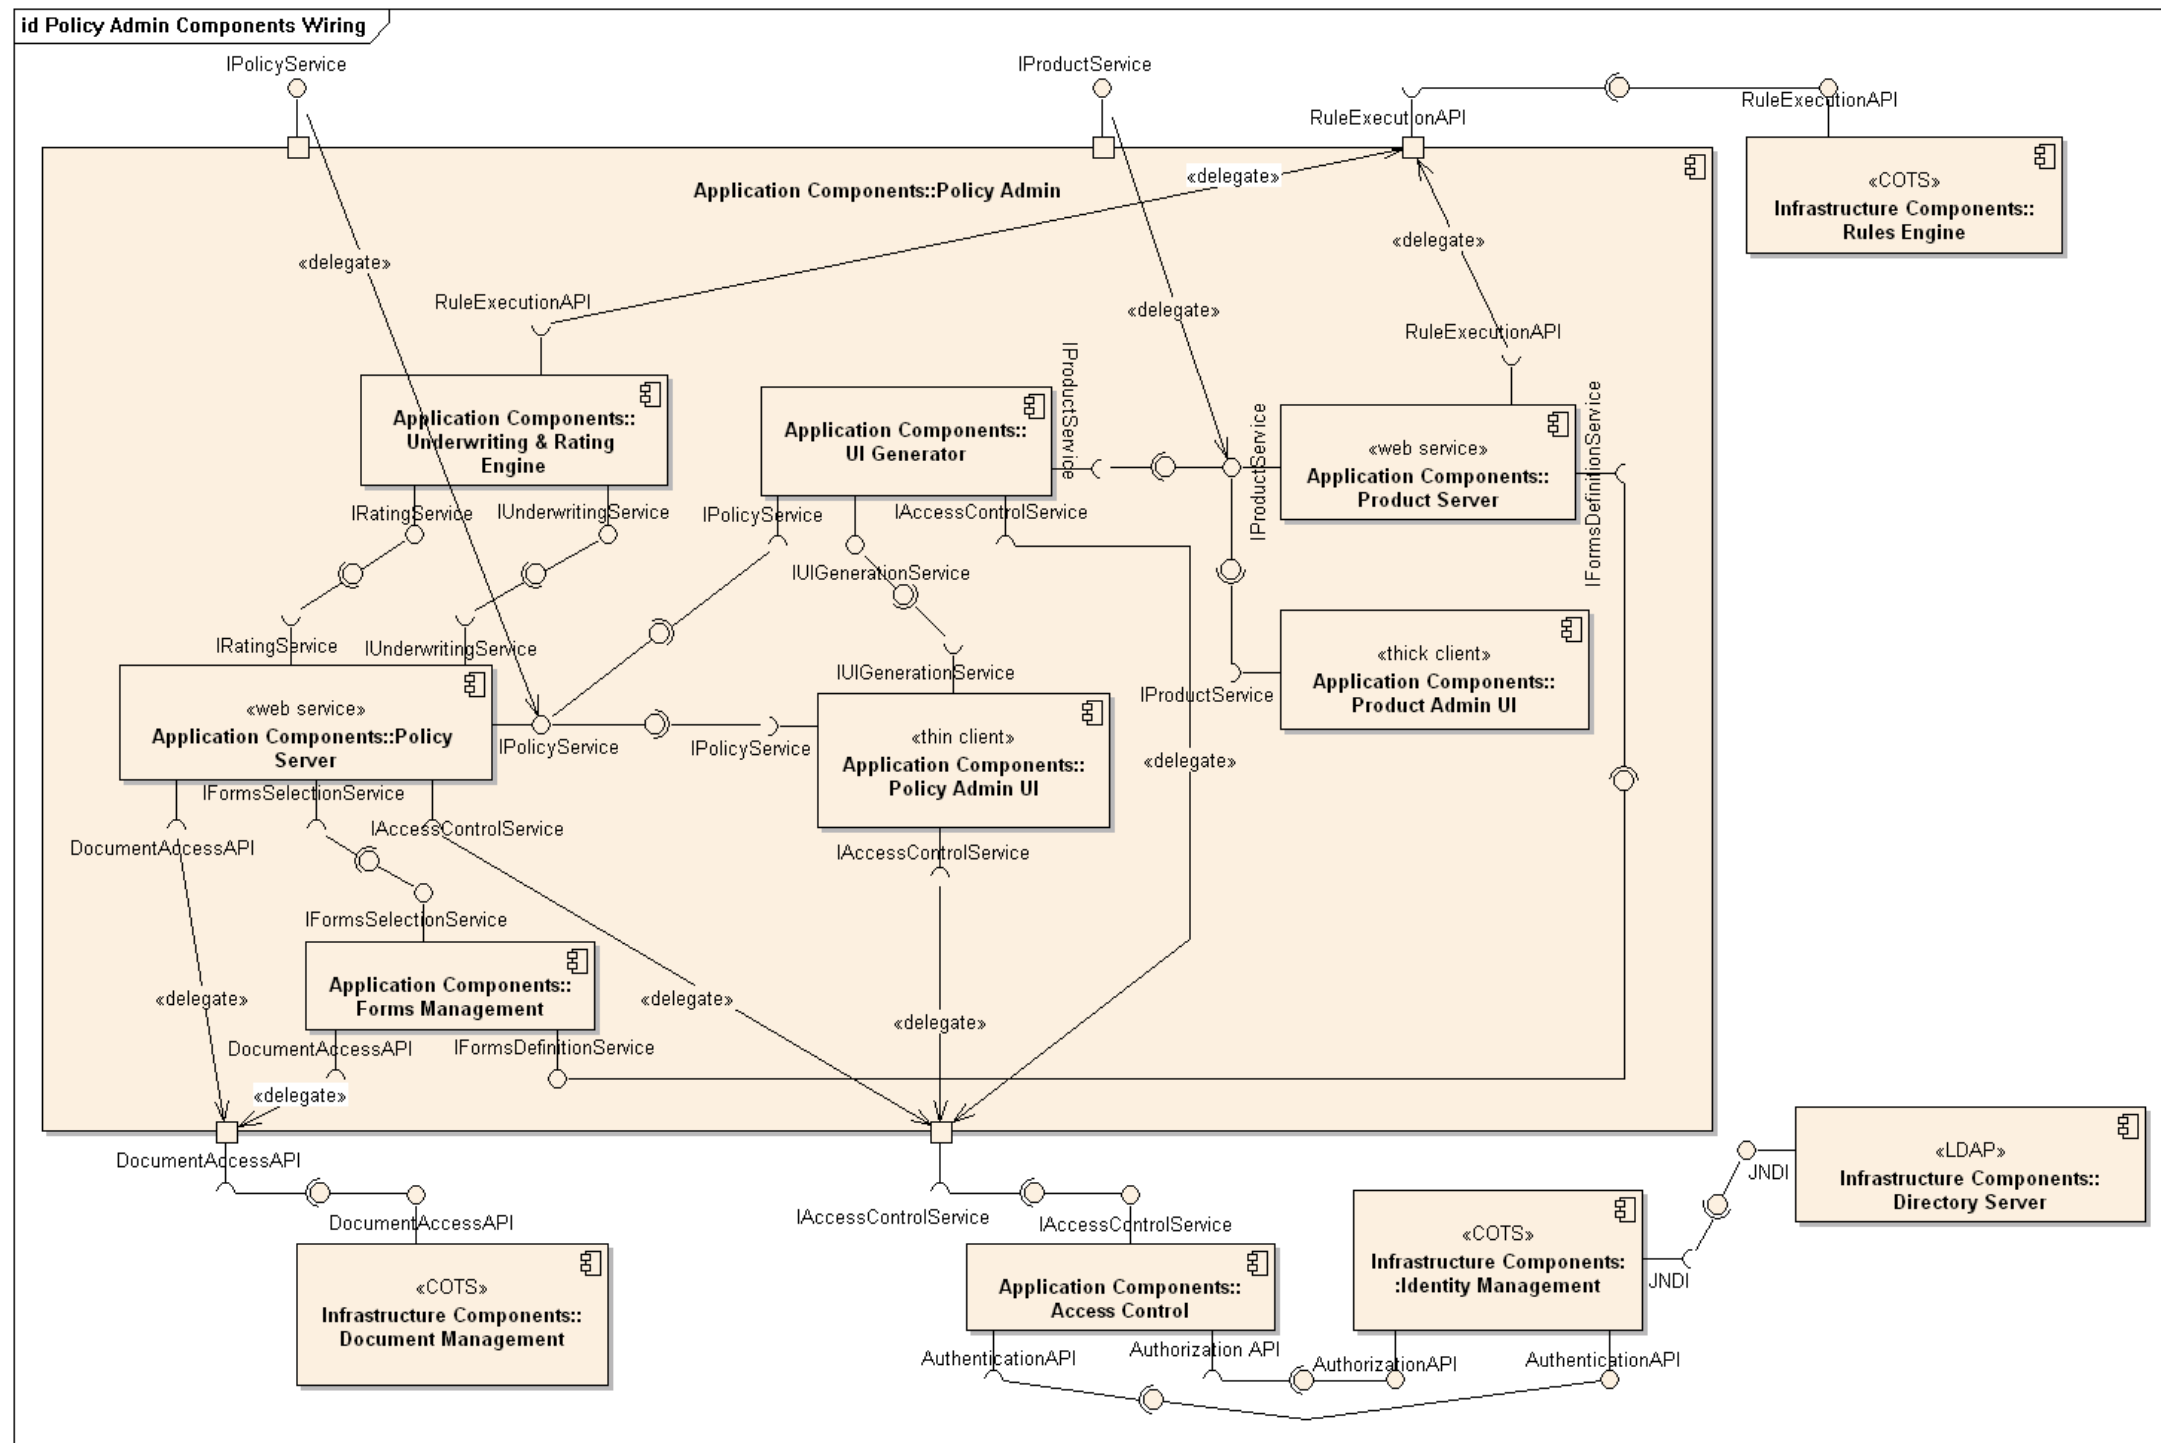 id Policy Admin Components Wiring
IPolicyService
IProductService
RuleExecutionAPI
RuleExecutionAPI
«COTS»
Infrastructure Components::
Rules Engine
Application Components::Policy Admin
«delegate»
«delegate»
«delegate»
«delegate»
RuleExecutionAPI
RuleExecutionAPI
Application Components::
Underwriting & Rating
Engine
Application Components::
UI Generator
IProductService
IProductService
«web service»
Application Components::
Product Server
IFormsDefinitionService
IRatingService
IUnderwritingService
IPolicyService
IAccessControlService
IUIGenerationService
IRatingService
IUnderwritingService
IUIGenerationService
«thick client»
Application Components::
Product Admin UI
IProductService
«web service»
Application Components::Policy
Server
IPolicyService
IPolicyService
«thin client»
Application Components::
Policy Admin UI
«delegate»
IFormsSelectionService
IAccessControlService
DocumentAccessAPI
IAccessControlService
IFormsSelectionService
Application Components::
Forms Management
«delegate»
«delegate»
«delegate»
DocumentAccessAPI
IFormsDefinitionService
«delegate»
DocumentAccessAPI
DocumentAccessAPI
IAccessControlService
IAccessControlService
JNDI
«LDAP»
Infrastructure Components::
Directory Server
«COTS»
Infrastructure Components::
Document Management
Application Components::
Access Control
«COTS»
Infrastructure Components:
:Identity Management
JNDI
AuthenticationAPI
Authorization API
AuthorizationAPI
AuthenticationAPI